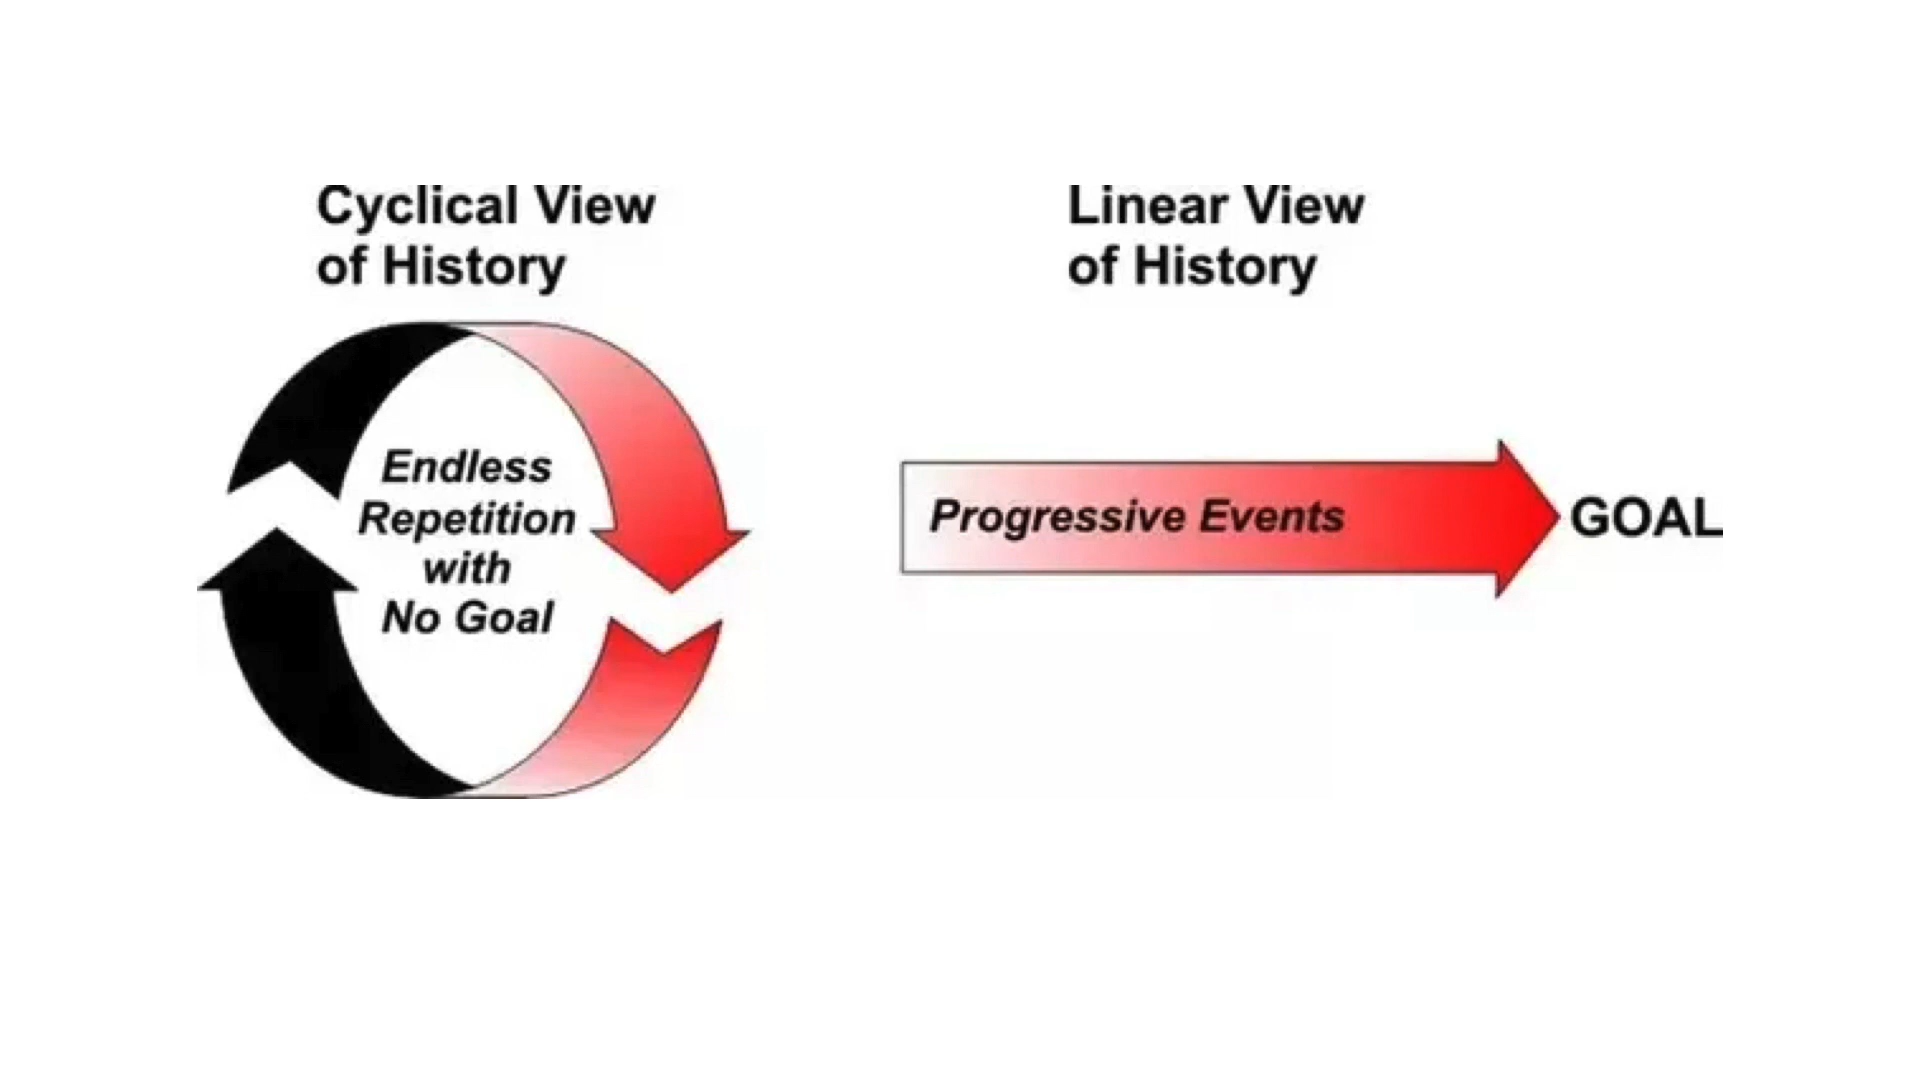 Cyclical View
of History
Endless
Repetition
with
No Goal
Linear View
of History
Progressive Events
GOAL